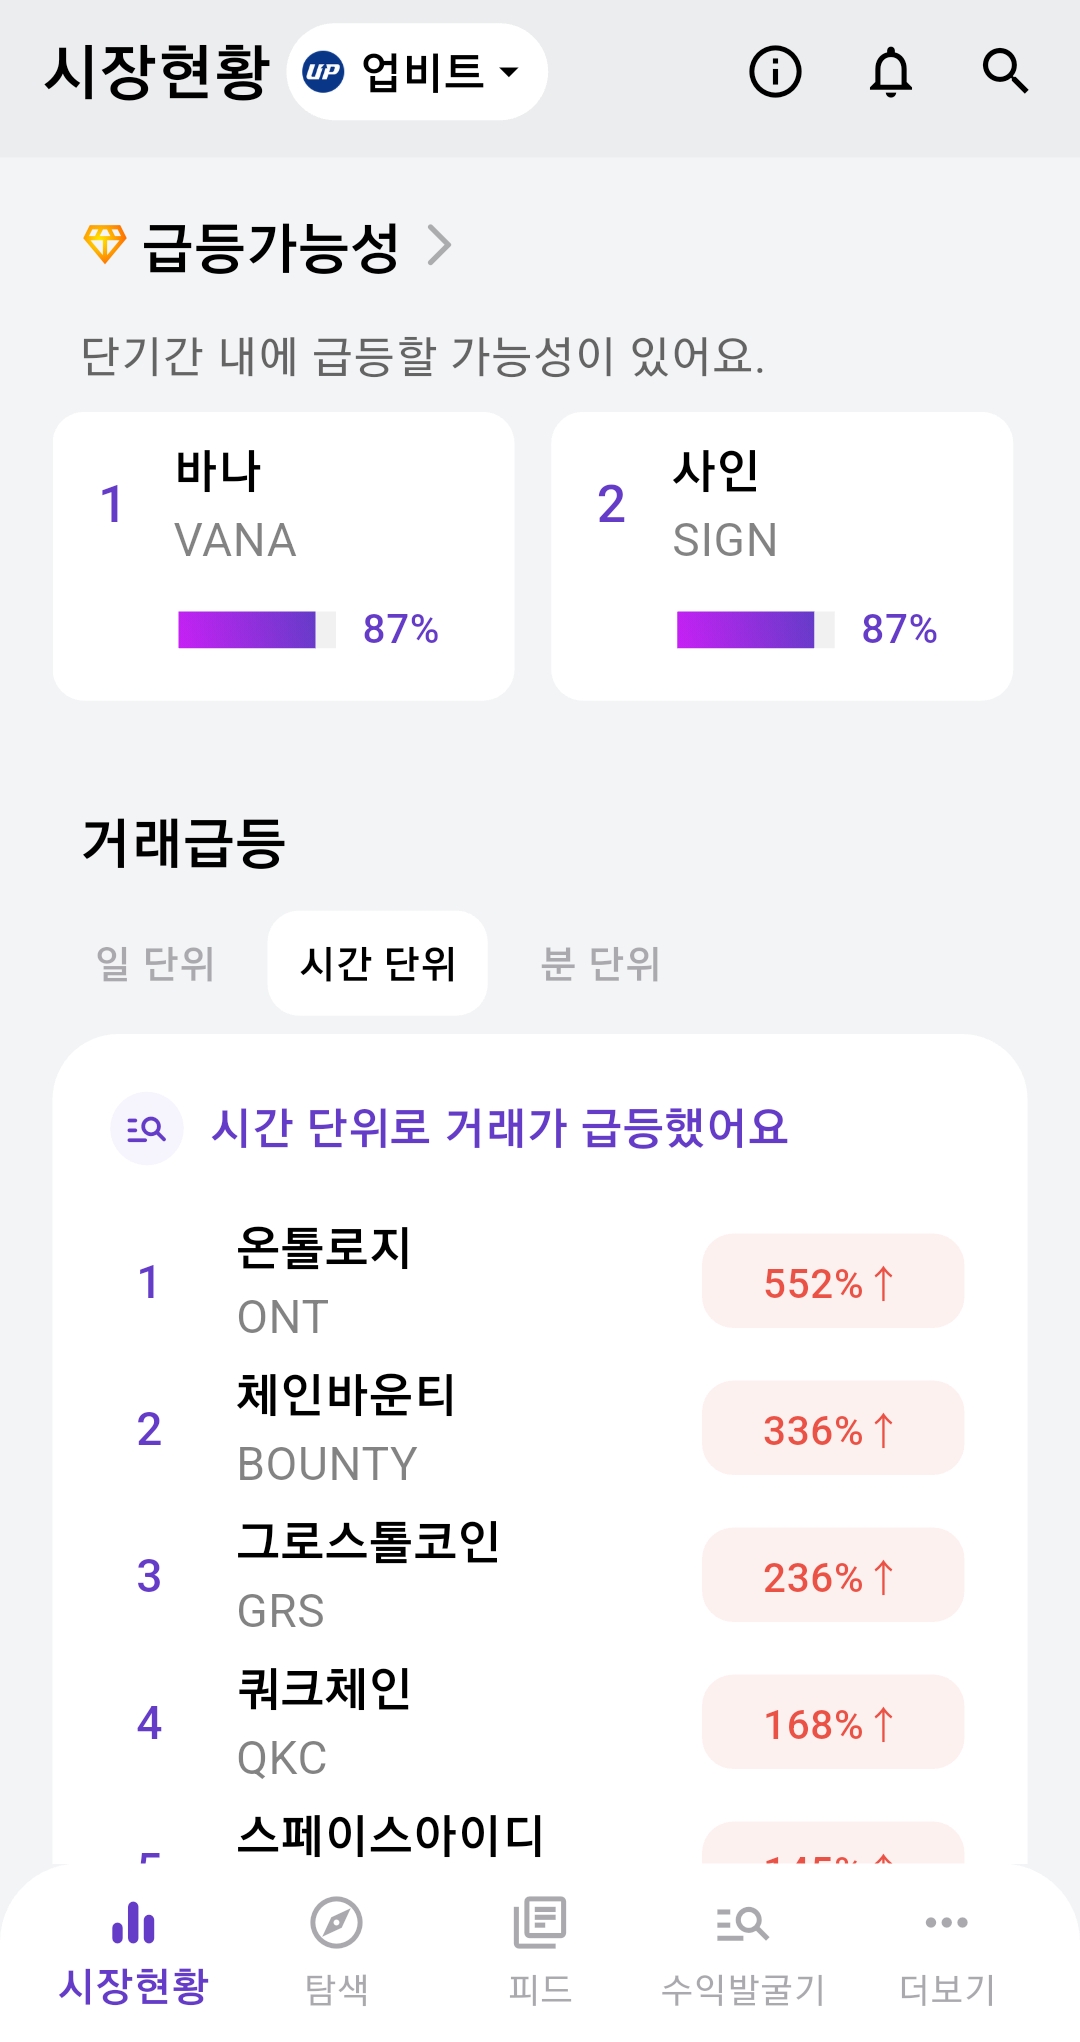 시장현황 UP 업비트
급등가능성
단기간 내에 급등할 가능성이 있어요.
1 바나 VANA 87%
2 사인 SIGN 87%
거래급등
일 단위 시간 단위 분 단위
시간 단위로 거래가 급등했어요
1 온톨로지 552% ↑
ONT
2 체인바운티 336% ↑
BOUNTY
3 그로스톨코인 236% ↑
GRS
4 쿼크체인 168% ↑
QKC
스페이스아이디
시장현황 탐색 피드 수익발굴기 더보기